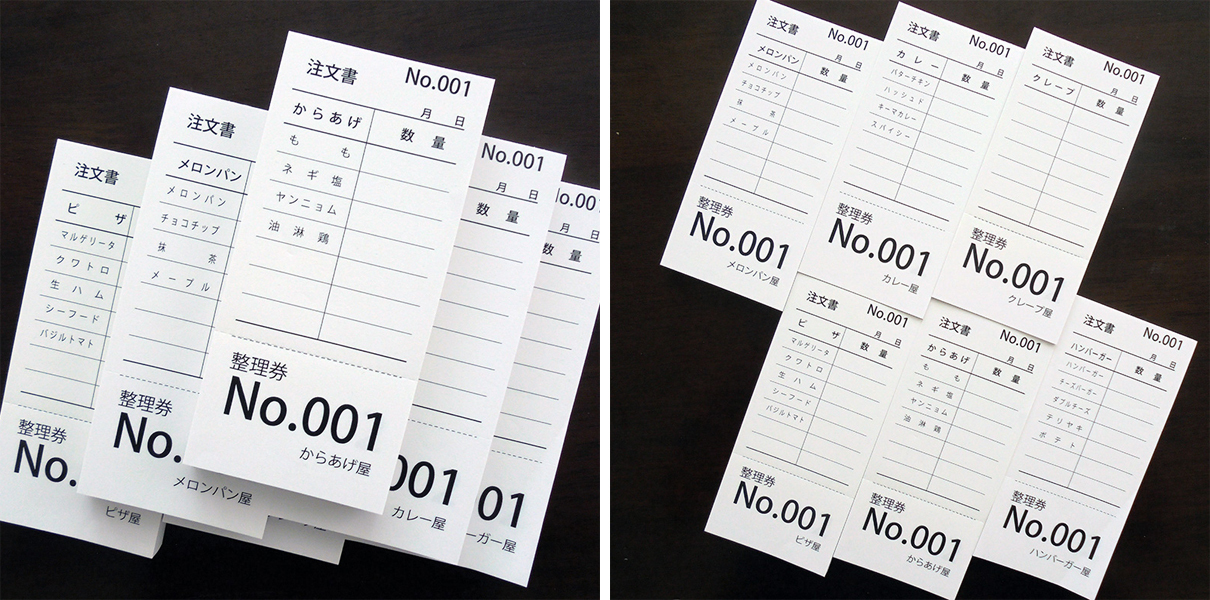 注文書 No.001
月 日
からあげ 数量
もも
ネギ塩
ヤンニョム
油淋鶏
整理券
No.001
からあげ屋
注文書
メロンパン
メロンパン
チョコチップ
抹茶
メープル
整理券
No.
メロンパン屋
注文書
ピザ
マルゲリータ
クワトロ
生ハム
シーフード
バジルトマト
整理券
No.
ピザ屋
No.001
月 日
数量
001
カレー屋
No.001
月 日
数量
01
ーガー屋
注文書 No.001
月 日
メロンパン 数量
メロンパン
チョコチップ
抹茶
メープル
整理券
No.001
メロンパン屋
注文書 No.001
月 日
カレー 数量
バターチキン
ハッシュド
キーマカレー
スパイシー
整理券
No.001
カレー屋
注文書 No.001
月 日
クレープ 数量
整理券
No.001
クレープ屋
注文書 No.001
月 日
ピザ 数量
マルゲリータ
クワトロ
生ハム
シーフード
バジルトマト
整理券
No.001
ピザ屋
注文書 No.001
月 日
からあげ 数量
もも
ネギ塩
ヤンニョム
油淋鶏
整理券
No.001
からあげ屋
注文書 No.001
月 日
ハンバーガー 数量
ハンバーガー
チーズバーガー
ダブルチーズ
テリヤキ
ポテト
整理券
No.001
ハンバーガー屋